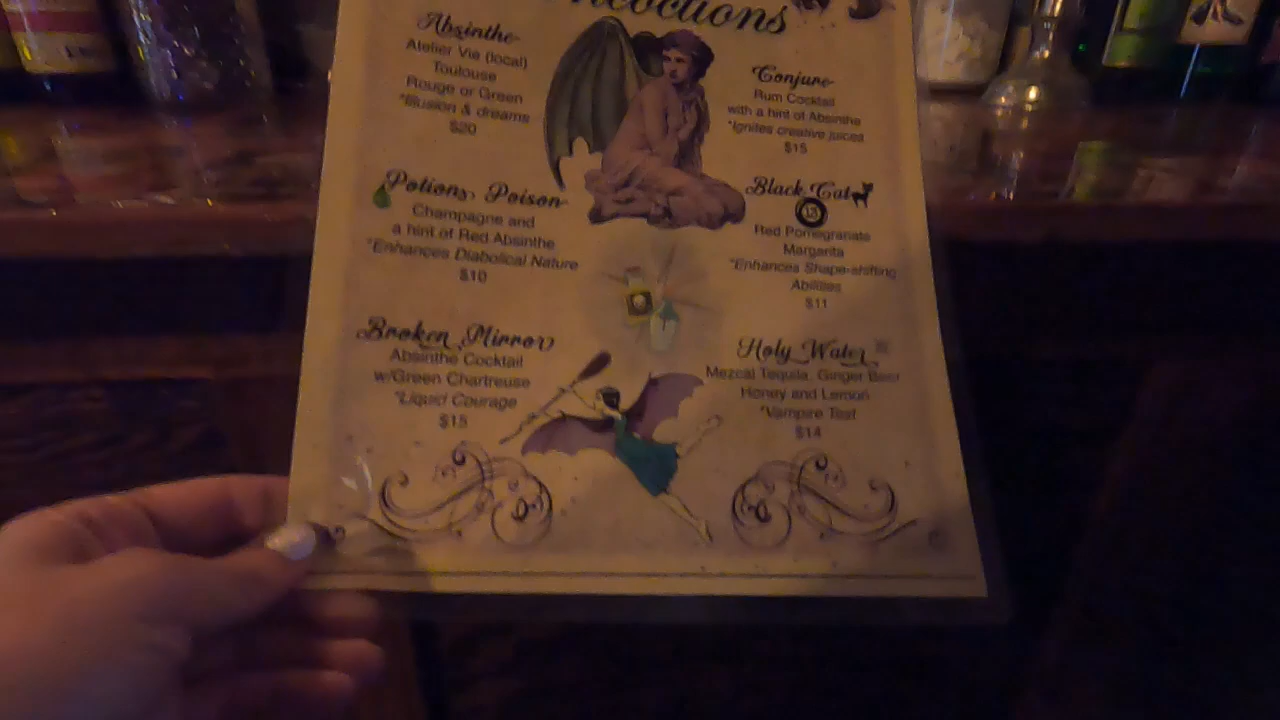 Absinthe
Atelier Vie (local)
Toulouse
Rouge or Green
*Illusion & dreams
$20
Potions Poison
Champagne and
a hint of Red Absinthe
*Enhances Diabolical Nature
$10
Broken Mirror
Absinthe Cocktail
w/Green Chartreuse
*Liquid Courage
$15
Conjure
Rum Cocktail
with a hint of Absinthe
*Ignites creative juices
$15
Black Cat
13
Red Pomegranate
Margarita
*Enhances Shape-shifting
Abilities
$11
Holy Water
Mezcal Tequila, Ginger Beer
Honey and Lemon
*Vampire Test
$14